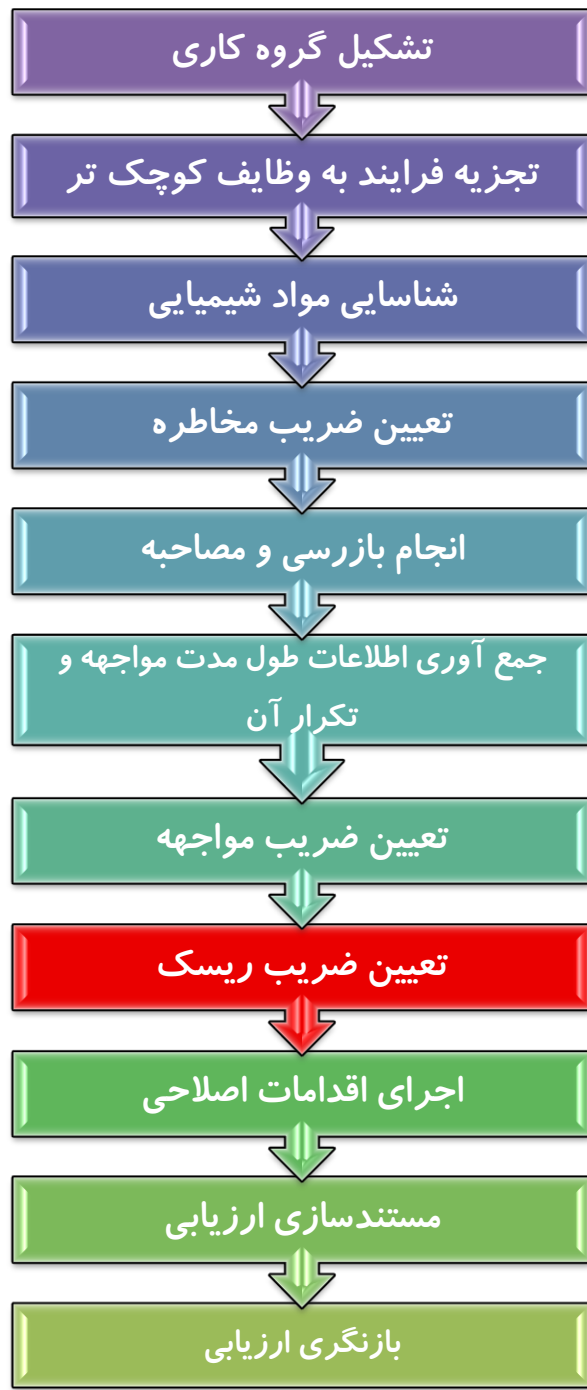 تشکیل گروه کاری
تجزیه فرایند به وظایف کوچک تر
شناسایی مواد شیمیایی
تعیین ضریب مخاطره
انجام بازرسی و مصاحبه
جمع آوری اطلاعات طول مدت مواجهه و
تکرار آن
تعیین ضریب مواجهه
تعیین ضریب ریسک
اجرای اقدامات اصلاحی
مستندسازی ارزیابی
بازنگری ارزیابی